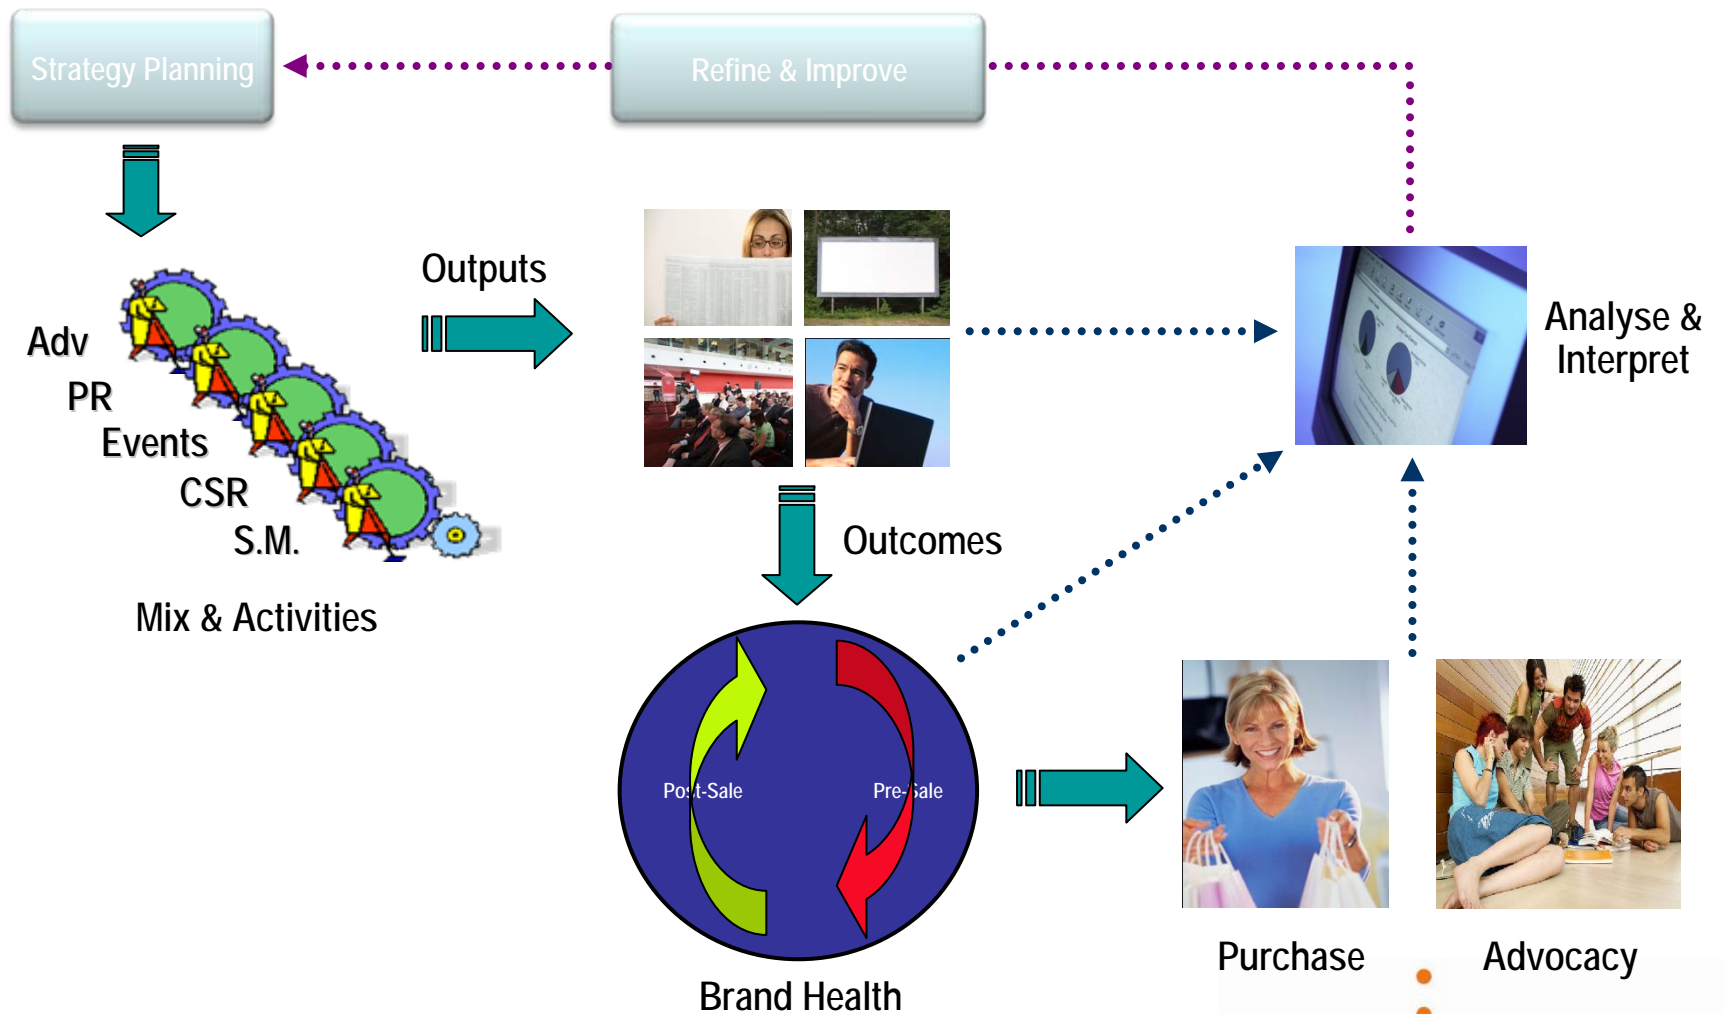 Strategy Planning
Refine & Improve
Outputs
Adv
PR
Events
CSR
S.M.
Mix & Activities
Analyse &
Interpret
Outcomes
Post-Sale
Pre-Sale
Brand Health
Purchase
Advocacy